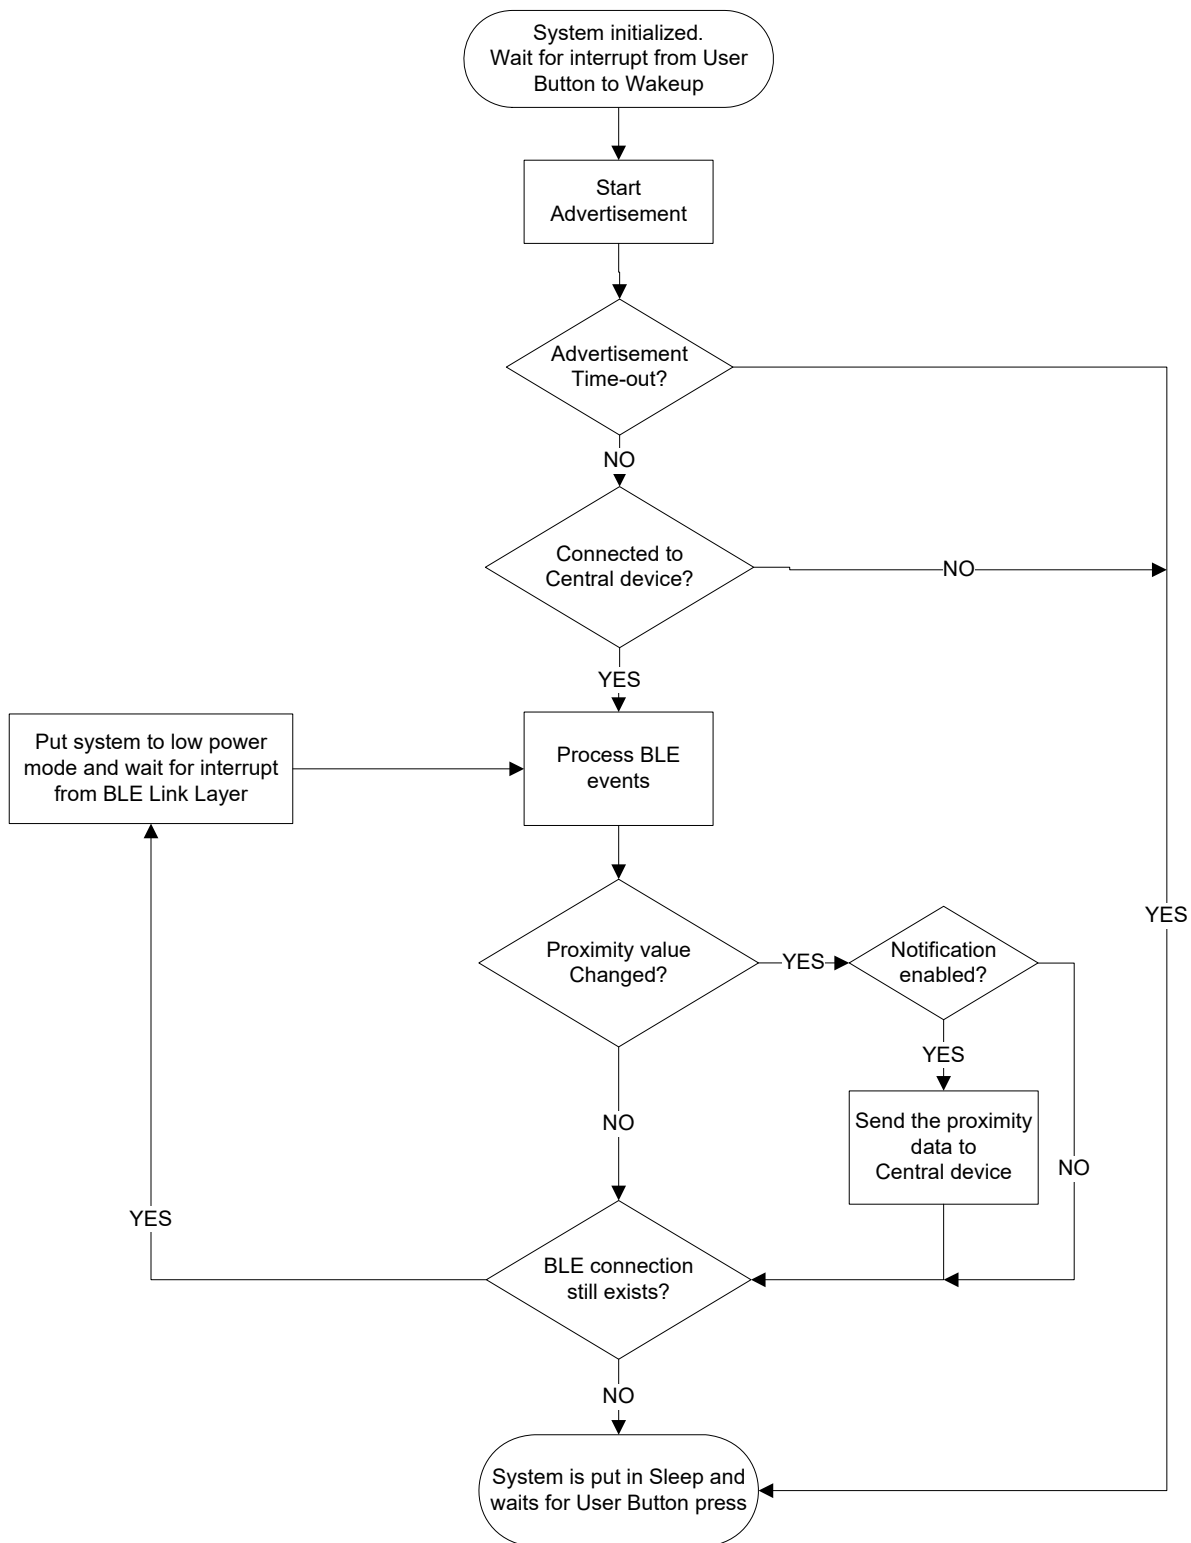 System initialized.
Wait for interrupt from User
Button to Wakeup
Start
Advertisement
Advertisement
Time-out?
NO
Connected to
Central device?
NO
YES
Put system to low power
mode and wait for interrupt
from BLE Link Layer
Process BLE
events
YES
Proximity value
Changed?
YES
Notification
enabled?
YES
NO
Send the proximity
data to
Central device
NO
YES
BLE connection
still exists?
NO
System is put in Sleep and
waits for User Button press